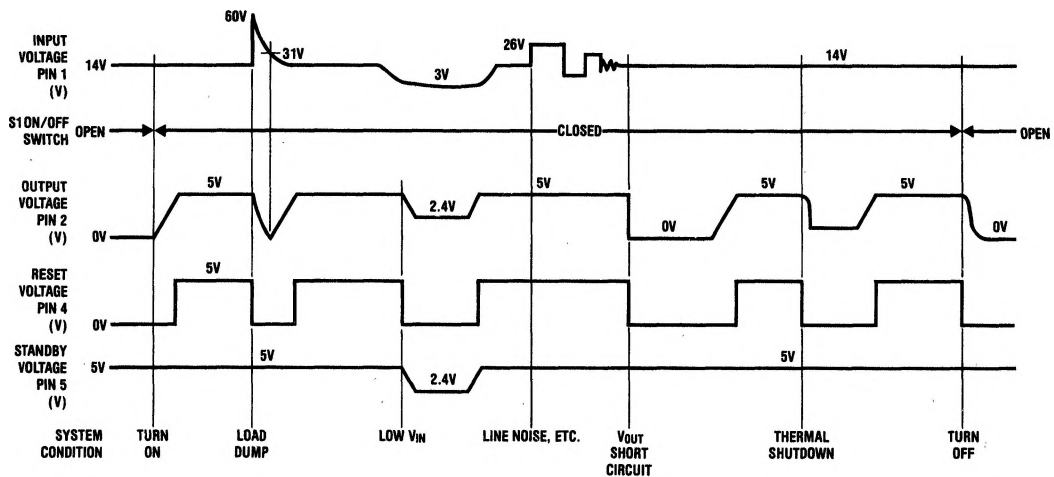 60V
31V
26V
INPUT
VOLTAGE
PIN 1
(V)
14V
3V
14V
S1 ON/OFF
SWITCH
OPEN
CLOSED
OPEN
OUTPUT
VOLTAGE
PIN 2
(V)
5V
2.4V
5V
5V
5V
0V
0V
0V
RESET
VOLTAGE
PIN 4
(V)
5V
0V
STANDBY
VOLTAGE
PIN 5
(V)
5V
5V
2.4V
5V
SYSTEM
CONDITION
TURN
ON
LOAD
DUMP
LOW VIN
LINE NOISE, ETC.
VOUT
SHORT
CIRCUIT
THERMAL
SHUTDOWN
TURN
OFF